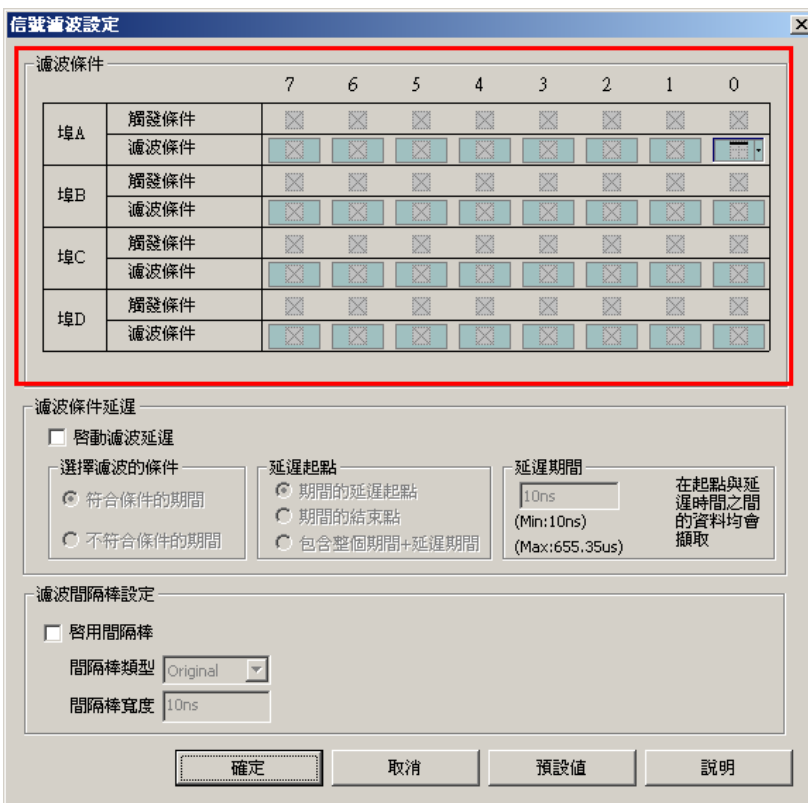 信號濾波設定
濾波條件
7 6 5 4 3 2 1 0
埠A
觸發條件
濾波條件
埠B
觸發條件
濾波條件
埠C
觸發條件
濾波條件
埠D
觸發條件
濾波條件
濾波條件延遲
啓動濾波延遲
選擇濾波的條件
符合條件的期間
不符合條件的期間
延遲起點
期間的延遲起點
期間的結束點
包含整個期間+延遲期間
延遲期間
10ns
(Min:10ns)
(Max:655.35us)
在起點與延
遲時間之間
的資料均會
擷取
濾波間隔棒設定
啓用間隔棒
間隔棒類型 Original
間隔棒寬度 10ns
確定 取消 預設值 説明